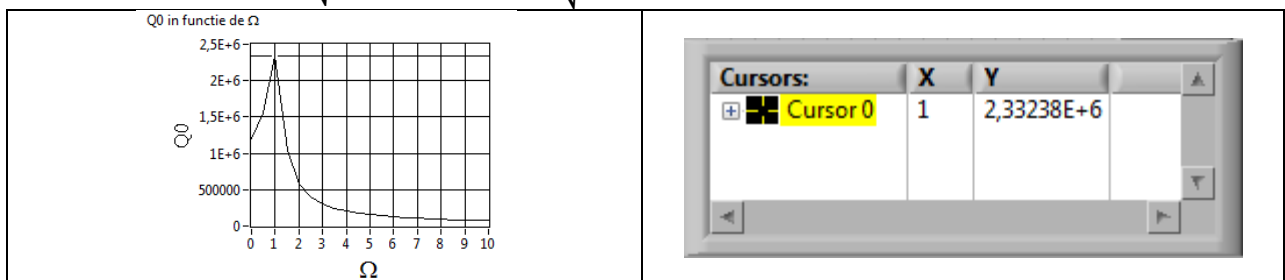 Q0 in functie de Ω
2,5E+6
2E+6
1,5E+6
1E+6
500000
0
Q0
0 1 2 3 4 5 6 7 8 9 10
Ω
Cursors: X Y
Cursor 0 1 2,33238E+6